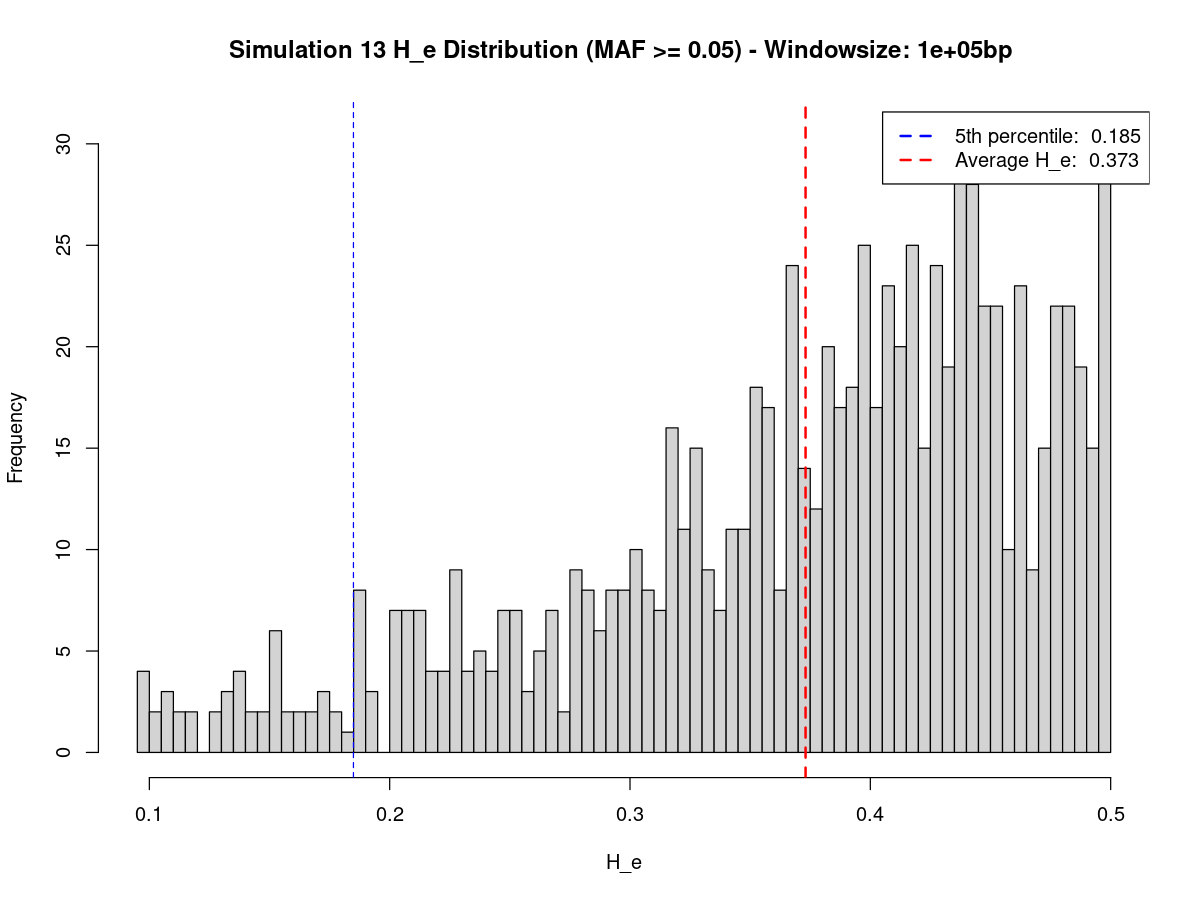 Simulation 13 H_e Distribution (MAF >= 0.05) - Windowsize: 1e+05bp
5th percentile: 0.185
Average H_e: 0.373
30
25
20
15
10
5
0
Frequency
0.1 0.2 0.3 0.4 0.5
H_e